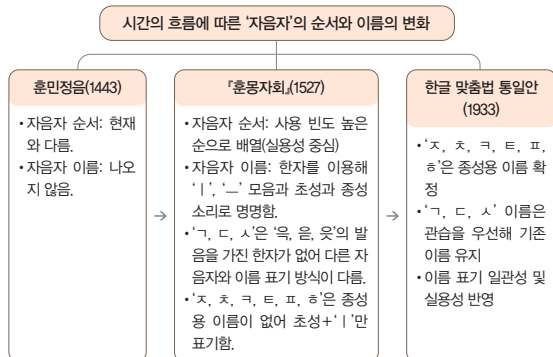 시간의 흐름에 따른 ‘자음자’의 순서와 이름의 변화
훈민정음(1443)
• 자음자 순서: 현재
와 다름.
• 자음자 이름: 나오
지 않음.
→
『훈몽자회』(1527)
• 자음자 순서: 사용 빈도 높은
순으로 배열(실용성 중심)
• 자음자 이름: 한자를 이용해
‘ㅣ’, ‘ㅡ’ 모음과 초성과 종성
소리로 명명함.
• ‘ㄱ, ㄷ, ㅅ’은 ‘윽, 읃, 읏’의 발
음을 가진 한자가 없어 다른 자
음자와 이름 표기 방식이 다름.
• ‘ㅈ, ㅊ, ㅋ, ㅌ, ㅍ, ㅎ’은 종성
용 이름이 없어 초성+‘ㅣ’만
표기함.
→
한글 맞춤법 통일안
(1933)
• ‘ㅈ, ㅊ, ㅋ, ㅌ, ㅍ,
ㅎ’은 종성용 이름 확
정
• ‘ㄱ, ㄷ, ㅅ’ 이름은
관습을 우선해 기존
이름 유지
• 이름 표기 일관성 및
실용성 반영